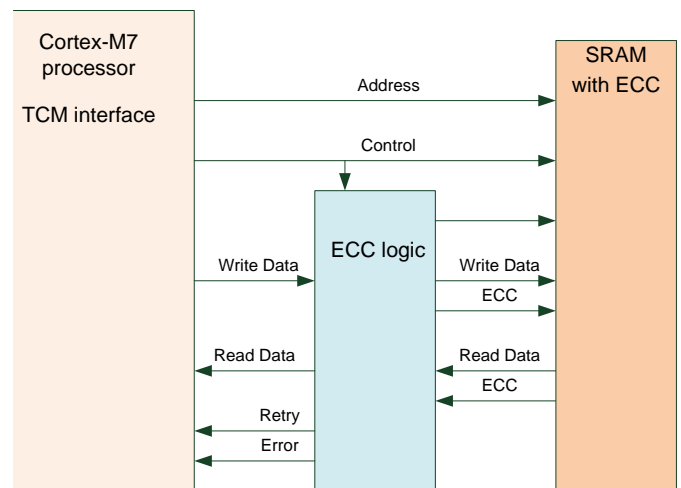 Cortex-M7
processor
TCM interface
SRAM
with ECC
Address
Control
ECC logic
Write Data
Write Data
ECC
Read Data
Read Data
ECC
Retry
Error